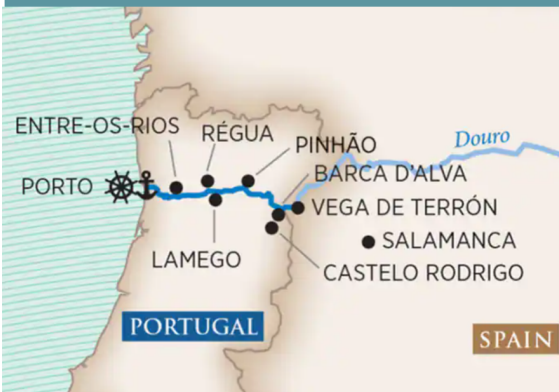 ENTRE-OS-RIOS
RÉGUA
PINHÃO
Douro
BARCA D'ALVA
PORTO
VEGA DE TERRÓN
SALAMANCA
LAMEGO
CASTELO RODRIGO
PORTUGAL
SPAIN